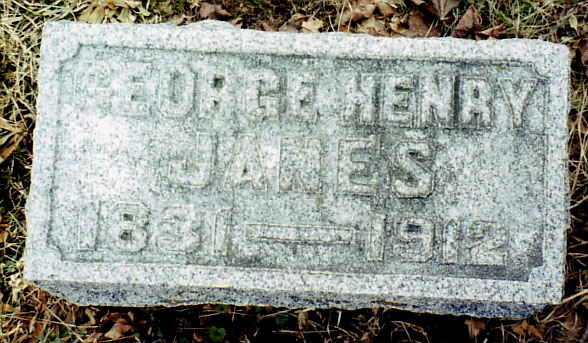 GEORGE HENRY
JANES
1831 — 1912